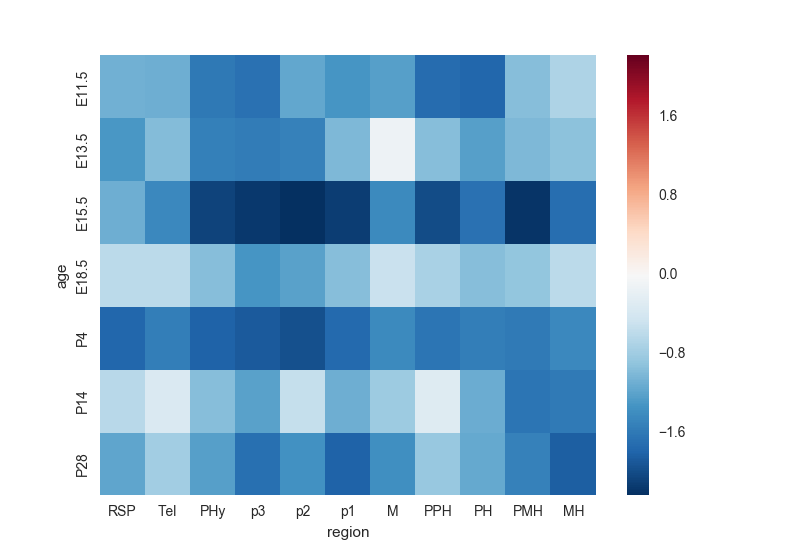 age
E11.5
E13.5
E15.5
E18.5
P4
P14
P28
RSP Tel PHy p3 p2 p1 M PPH PH PMH MH
region
1.6
0.8
0.0
−0.8
−1.6